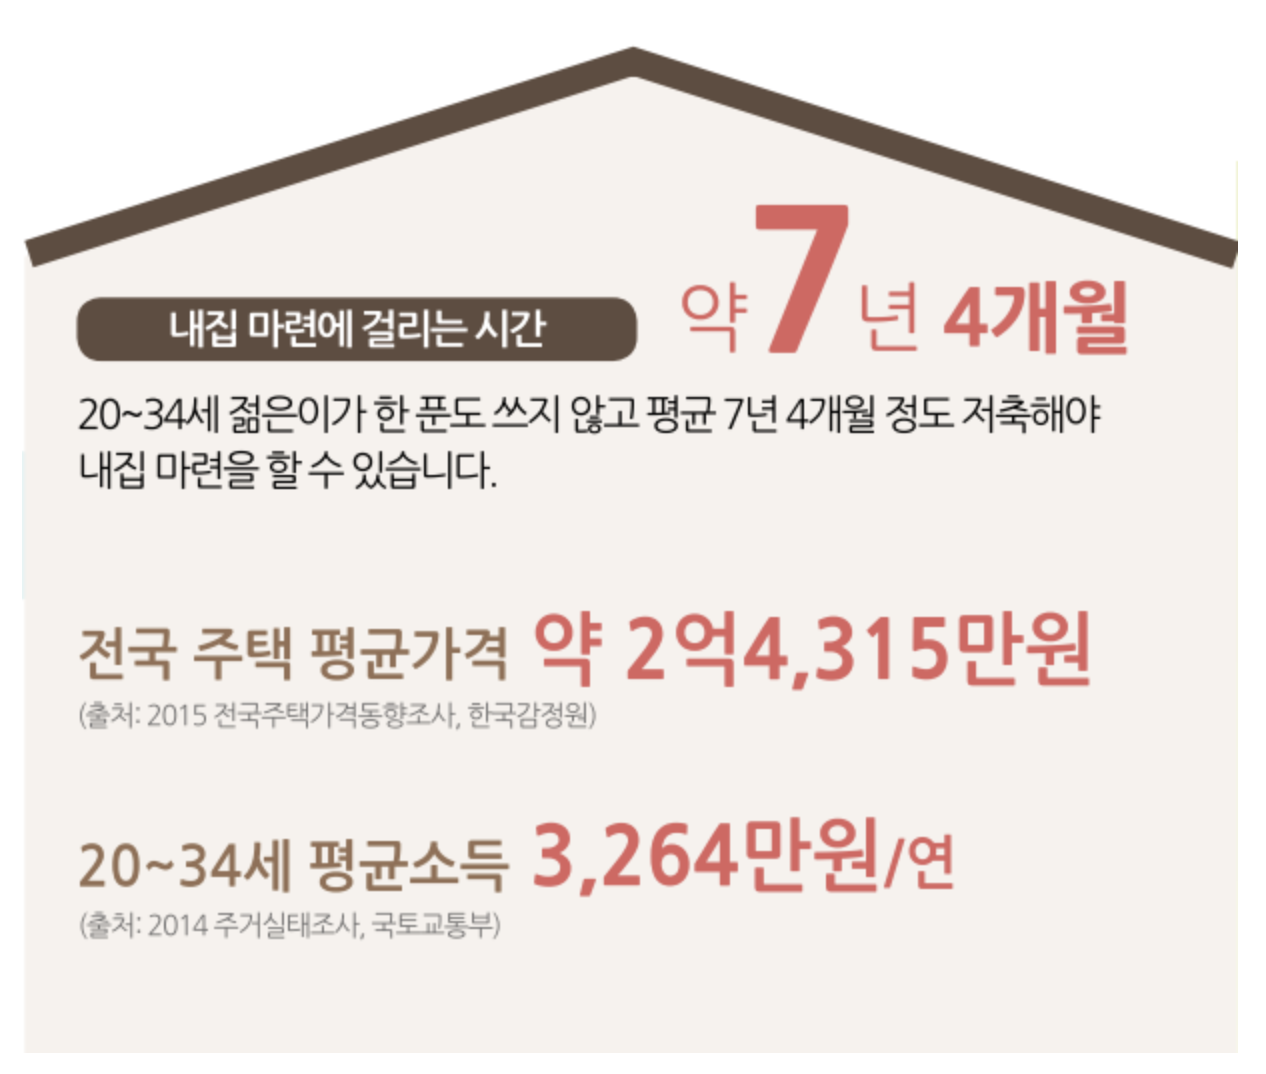 내집 마련에 걸리는 시간 약 7년 4개월
20~34세 젊은이가 한 푼도 쓰지 않고 평균 7년 4개월 정도 저축해야
내집 마련을 할 수 있습니다.
전국 주택 평균가격 약 2억4,315만원
(출처: 2015 전국주택가격동향조사, 한국감정원)
20~34세 평균소득 3,264만원/연
(출처: 2014 주거실태조사, 국토교통부)